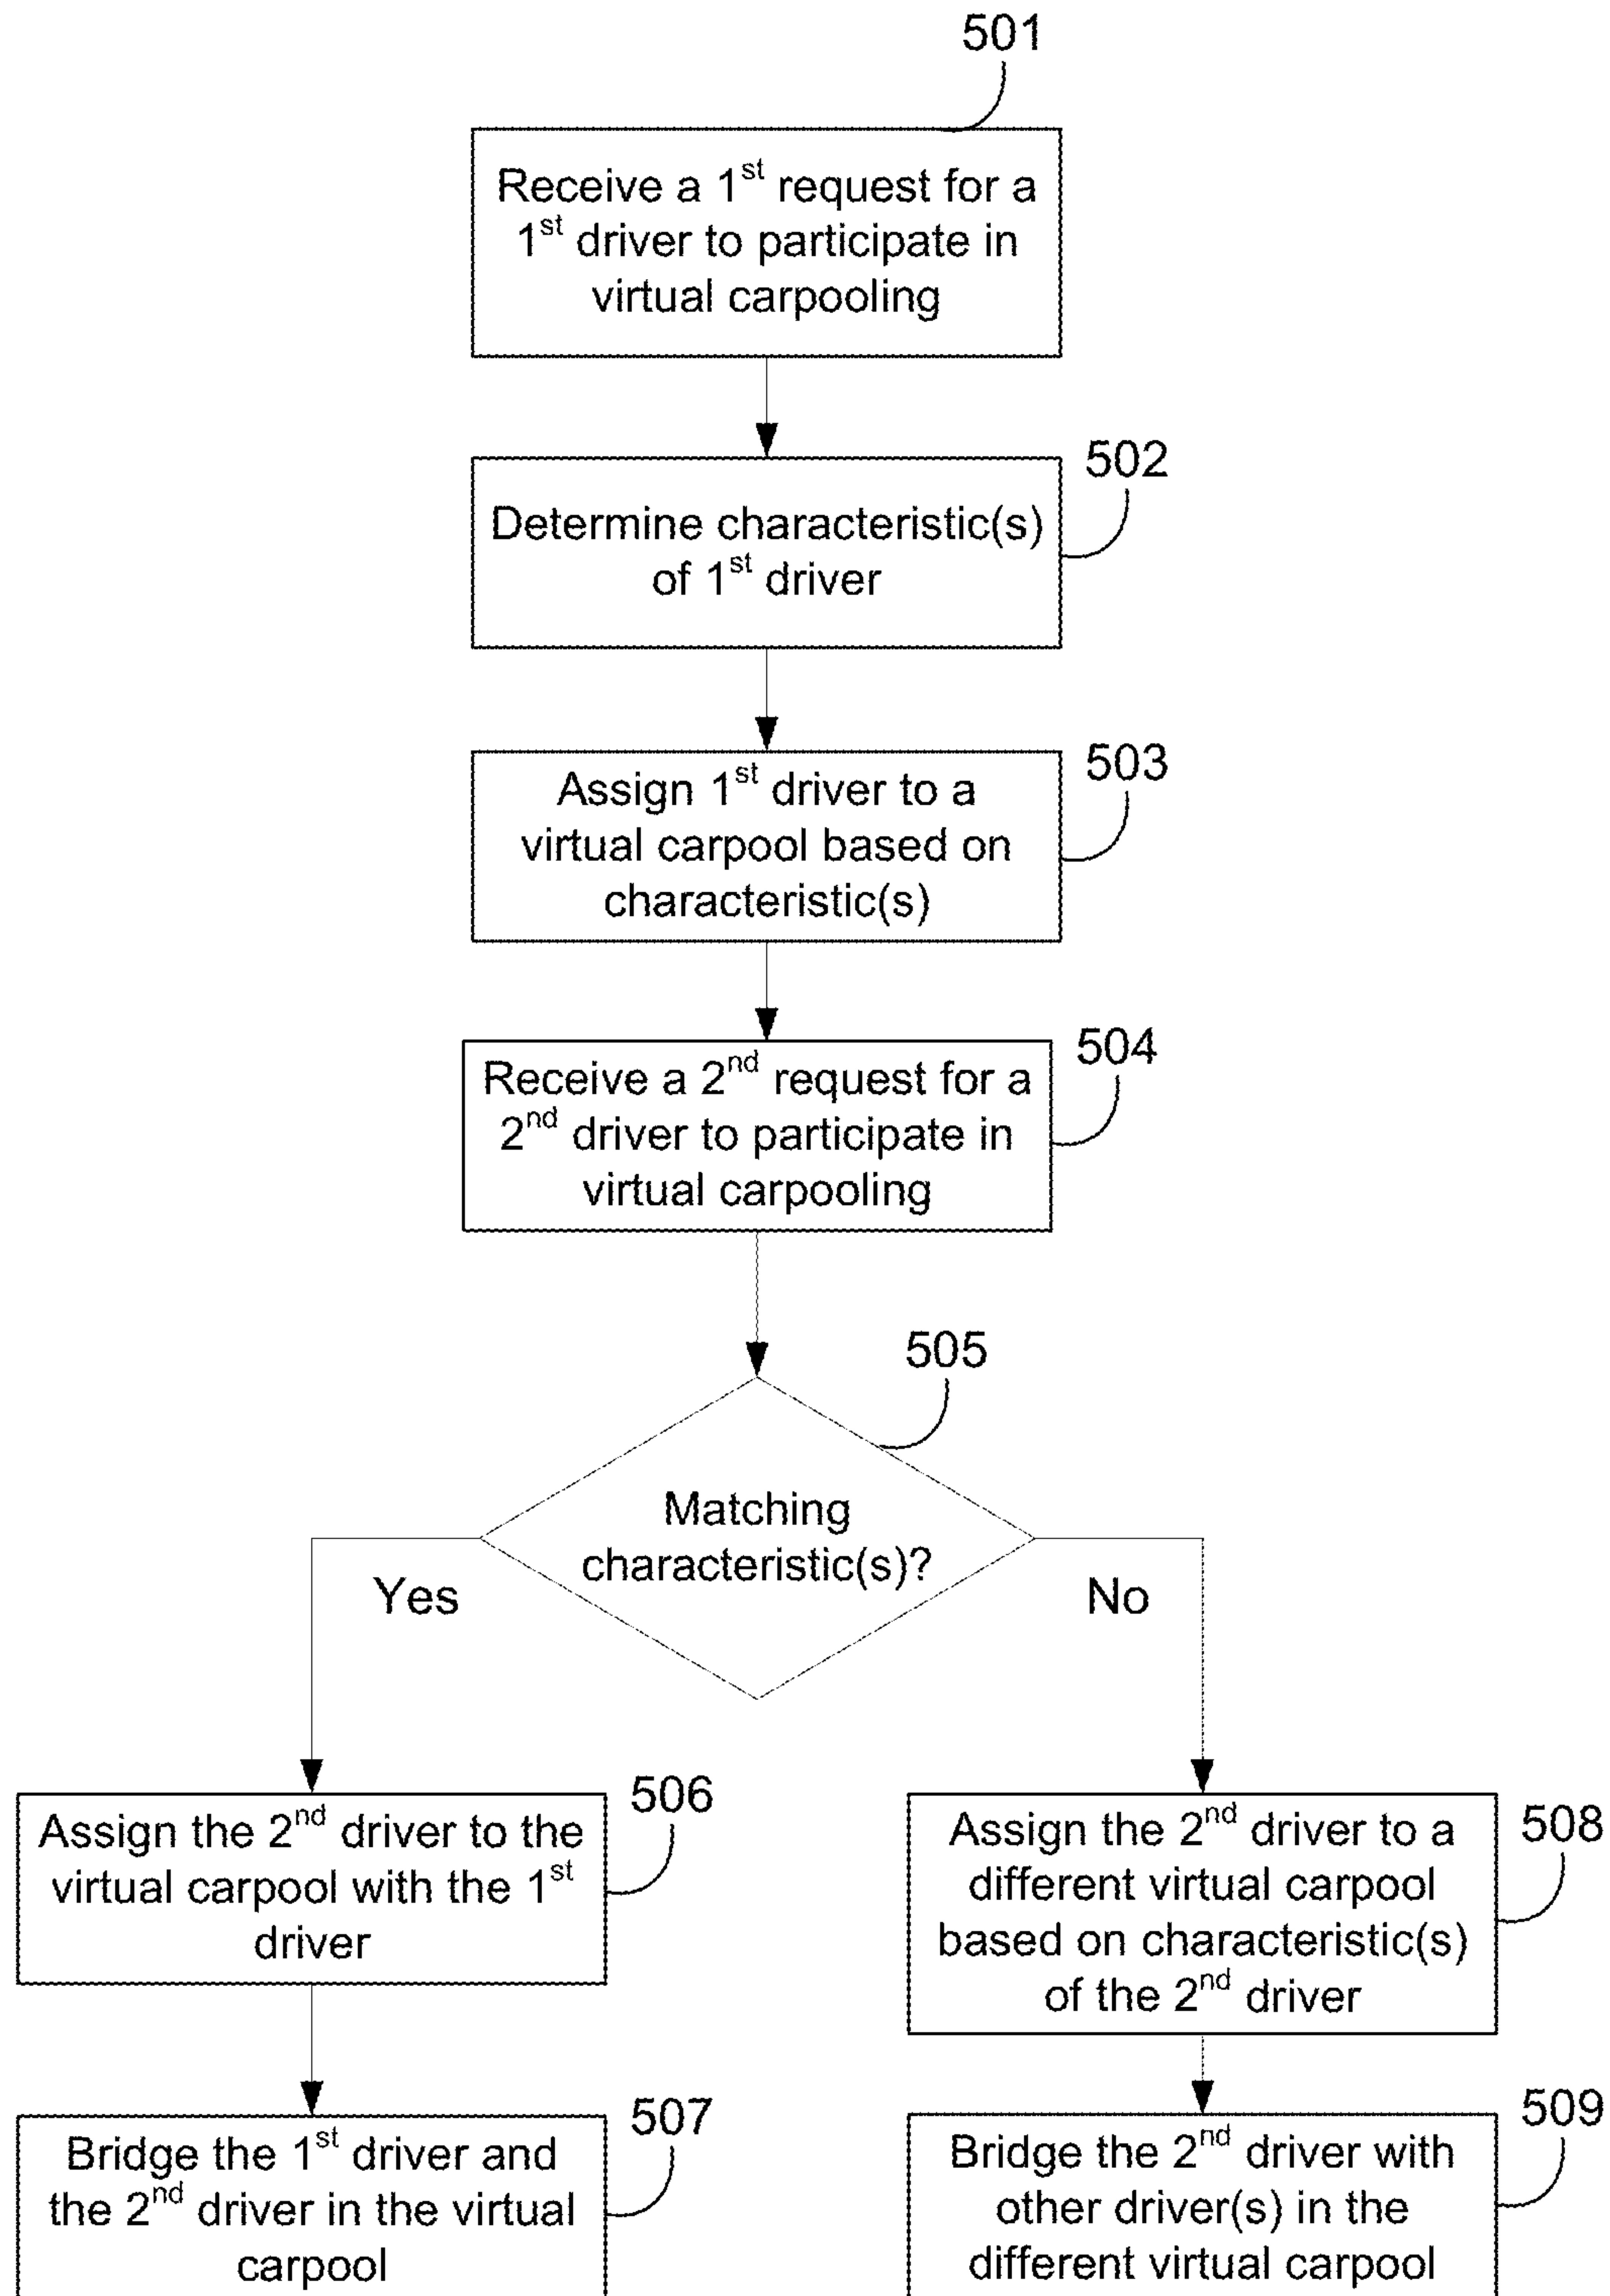 501
Receive a 1st request for a
1st driver to participate in
virtual carpooling
502
Determine characteristic(s)
of 1st driver
503
Assign 1st driver to a
virtual carpool based on
characteristic(s)
504
Receive a 2nd request for a
2nd driver to participate in
virtual carpooling
505
Matching
characteristic(s)?
Yes
No
506
Assign the 2nd driver to the
virtual carpool with the 1st
driver
508
Assign the 2nd driver to a
different virtual carpool
based on characteristic(s)
of the 2nd driver
507
Bridge the 1st driver and
the 2nd driver in the virtual
carpool
509
Bridge the 2nd driver with
other driver(s) in the
different virtual carpool